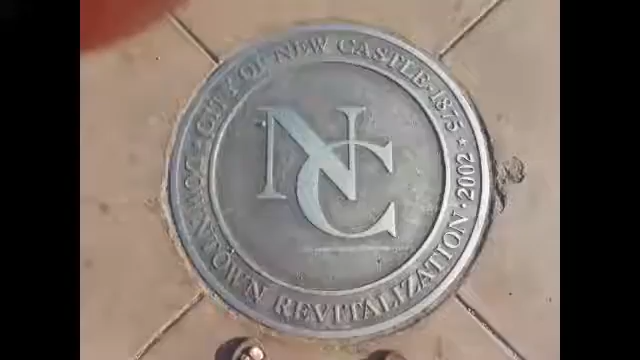 CITY OF NEW CASTLE · 1875 ★
NC
DOWNTOWN REVITALIZATION · 2002